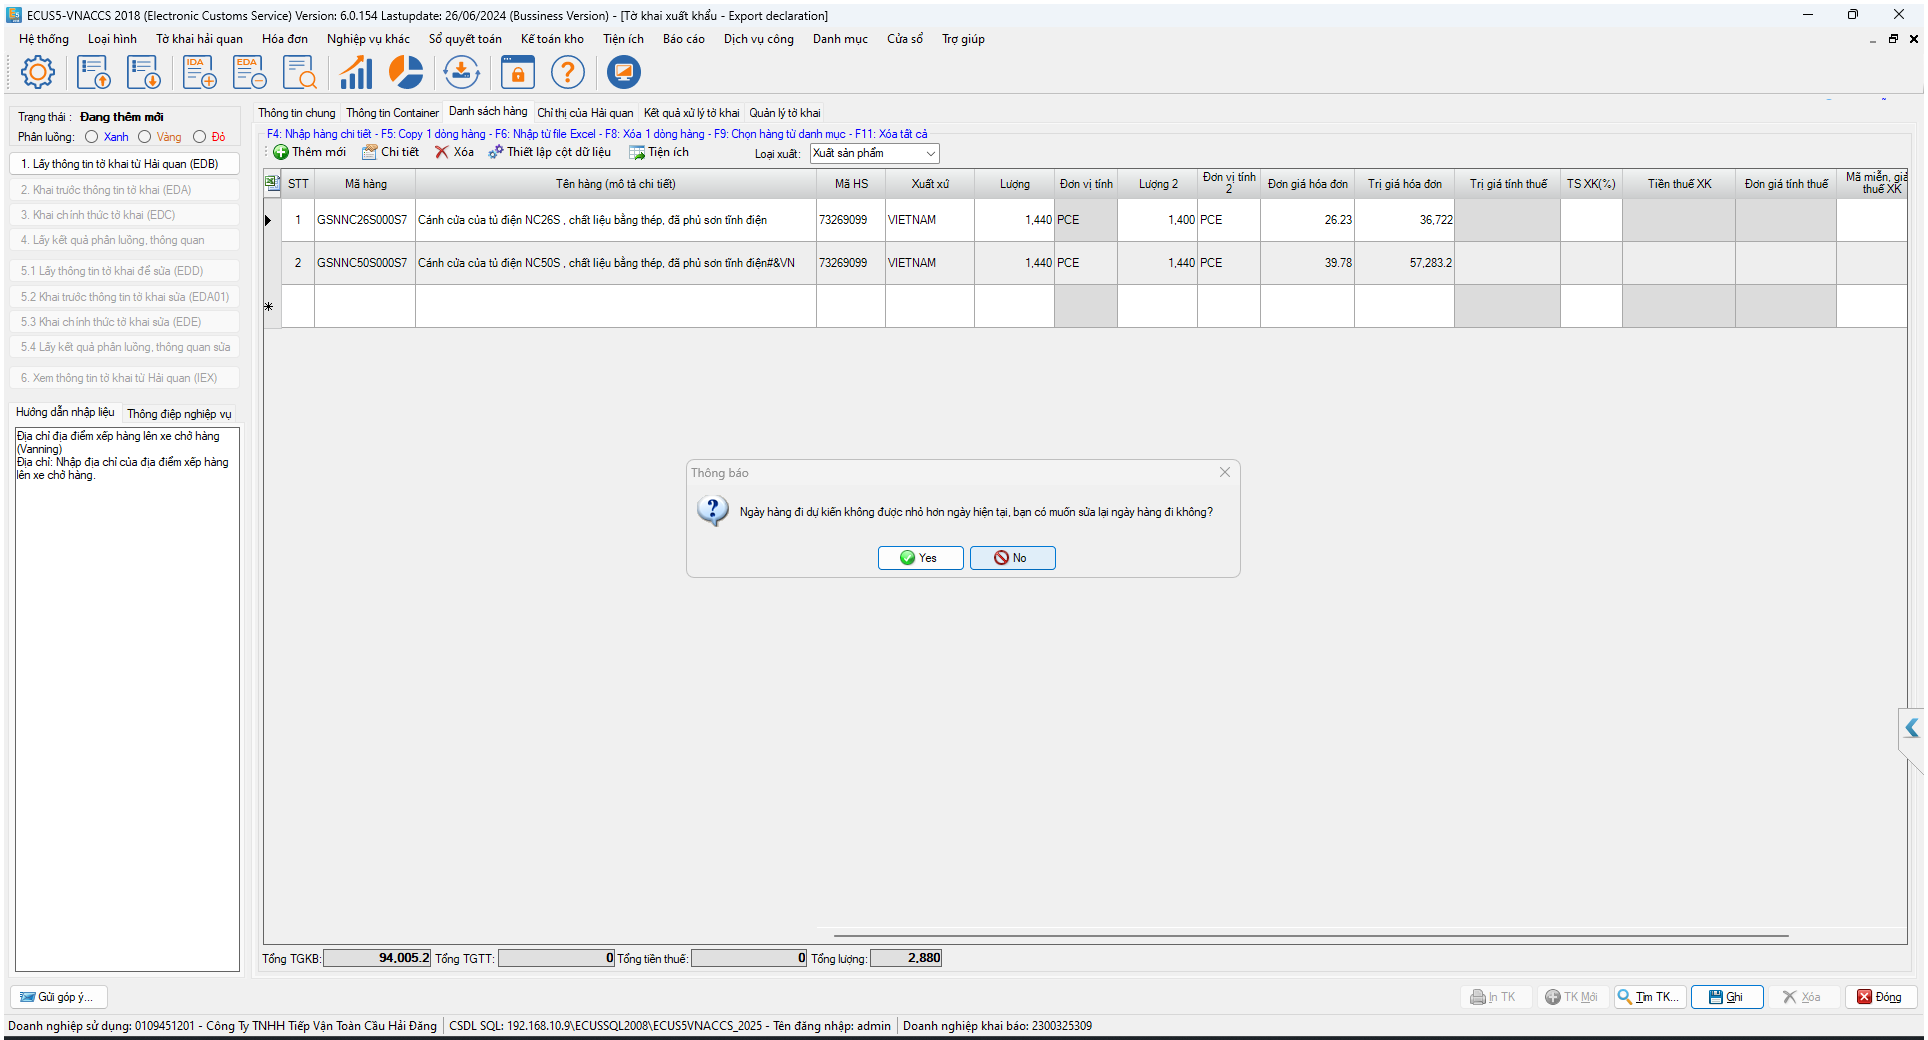 ECUS5-VNACCS 2018 (Electronic Customs Service) Version: 6.0.154 Lastupdate: 26/06/2024 (Bussiness Version) - [Tờ khai xuất khẩu - Export declaration]
Hệ thống Loại hình Tờ khai hải quan Hóa đơn Nghiệp vụ khác Sổ quyết toán Kế toán kho Tiện ích Báo cáo Dịch vụ công Danh mục Cửa sổ Trợ giúp
IDA EDA
Trạng thái : Đang thêm mới
Phân luồng: Xanh Vàng Đỏ
1. Lấy thông tin tờ khai từ Hải quan (EDB)
2. Khai trước thông tin tờ khai (EDA)
3. Khai chính thức tờ khai (EDC)
4. Lấy kết quả phân luồng, thông quan
5.1 Lấy thông tin tờ khai để sửa (EDD)
5.2 Khai trước thông tin tờ khai sửa (EDA01)
5.3 Khai chính thức tờ khai sửa (EDE)
5.4 Lấy kết quả phân luồng, thông quan sửa
6. Xem thông tin tờ khai từ Hải quan (IEX)
Hướng dẫn nhập liệu Thông điệp nghiệp vụ
Địa chỉ địa điểm xếp hàng lên xe chở hàng
(Vanning)
Địa chỉ: Nhập địa chỉ của địa điểm xếp hàng
lên xe chở hàng.
Thông tin chung Thông tin Container Danh sách hàng Chỉ thị của Hải quan Kết quả xử lý tờ khai Quản lý tờ khai
F4: Nhập hàng chi tiết - F5: Copy 1 dòng hàng - F6: Nhập từ file Excel - F8: Xóa 1 dòng hàng - F9: Chọn hàng từ danh mục - F11: Xóa tất cả
Thêm mới Chi tiết Xóa Thiết lập cột dữ liệu Tiện ích Loại xuất: Xuất sản phẩm
STT Mã hàng Tên hàng (mô tả chi tiết) Mã HS Xuất xứ Lượng Đơn vị tính Lượng 2 Đơn vị tính 2 Đơn giá hóa đơn Trị giá hóa đơn Trị giá tính thuế TS XK(%) Tiền thuế XK Đơn giá tính thuế Mã miễn, giả thuế XK
1 GSNNC26S000S7 Cánh cửa của tủ điện NC26S , chất liệu bằng thép, đã phủ sơn tĩnh điện 73269099 VIETNAM 1,440 PCE 1,400 PCE 26.23 36,722
2 GSNNC50S000S7 Cánh cửa của tủ điện NC50S , chất liệu bằng thép, đã phủ sơn tĩnh điện#&VN 73269099 VIETNAM 1,440 PCE 1,440 PCE 39.78 57,283.2
Thông báo
Ngày hàng đi dự kiến không được nhỏ hơn ngày hiện tại, bạn có muốn sửa lại ngày hàng đi không?
Yes No
Tổng TGKB: 94,005.2 Tổng TGTT: 0 Tổng tiền thuế: 0 Tổng lượng: 2,880
Gửi góp ý... In TK TK Mới Tìm TK... Ghi Xóa Đóng
Doanh nghiệp sử dụng: 0109451201 - Công Ty TNHH Tiếp Vận Toàn Cầu Hải Đăng CSDL SQL: 192.168.10.9\ECUSSQL2008\ECUS5VNACCS_2025 - Tên đăng nhập: admin Doanh nghiệp khai báo: 2300325309